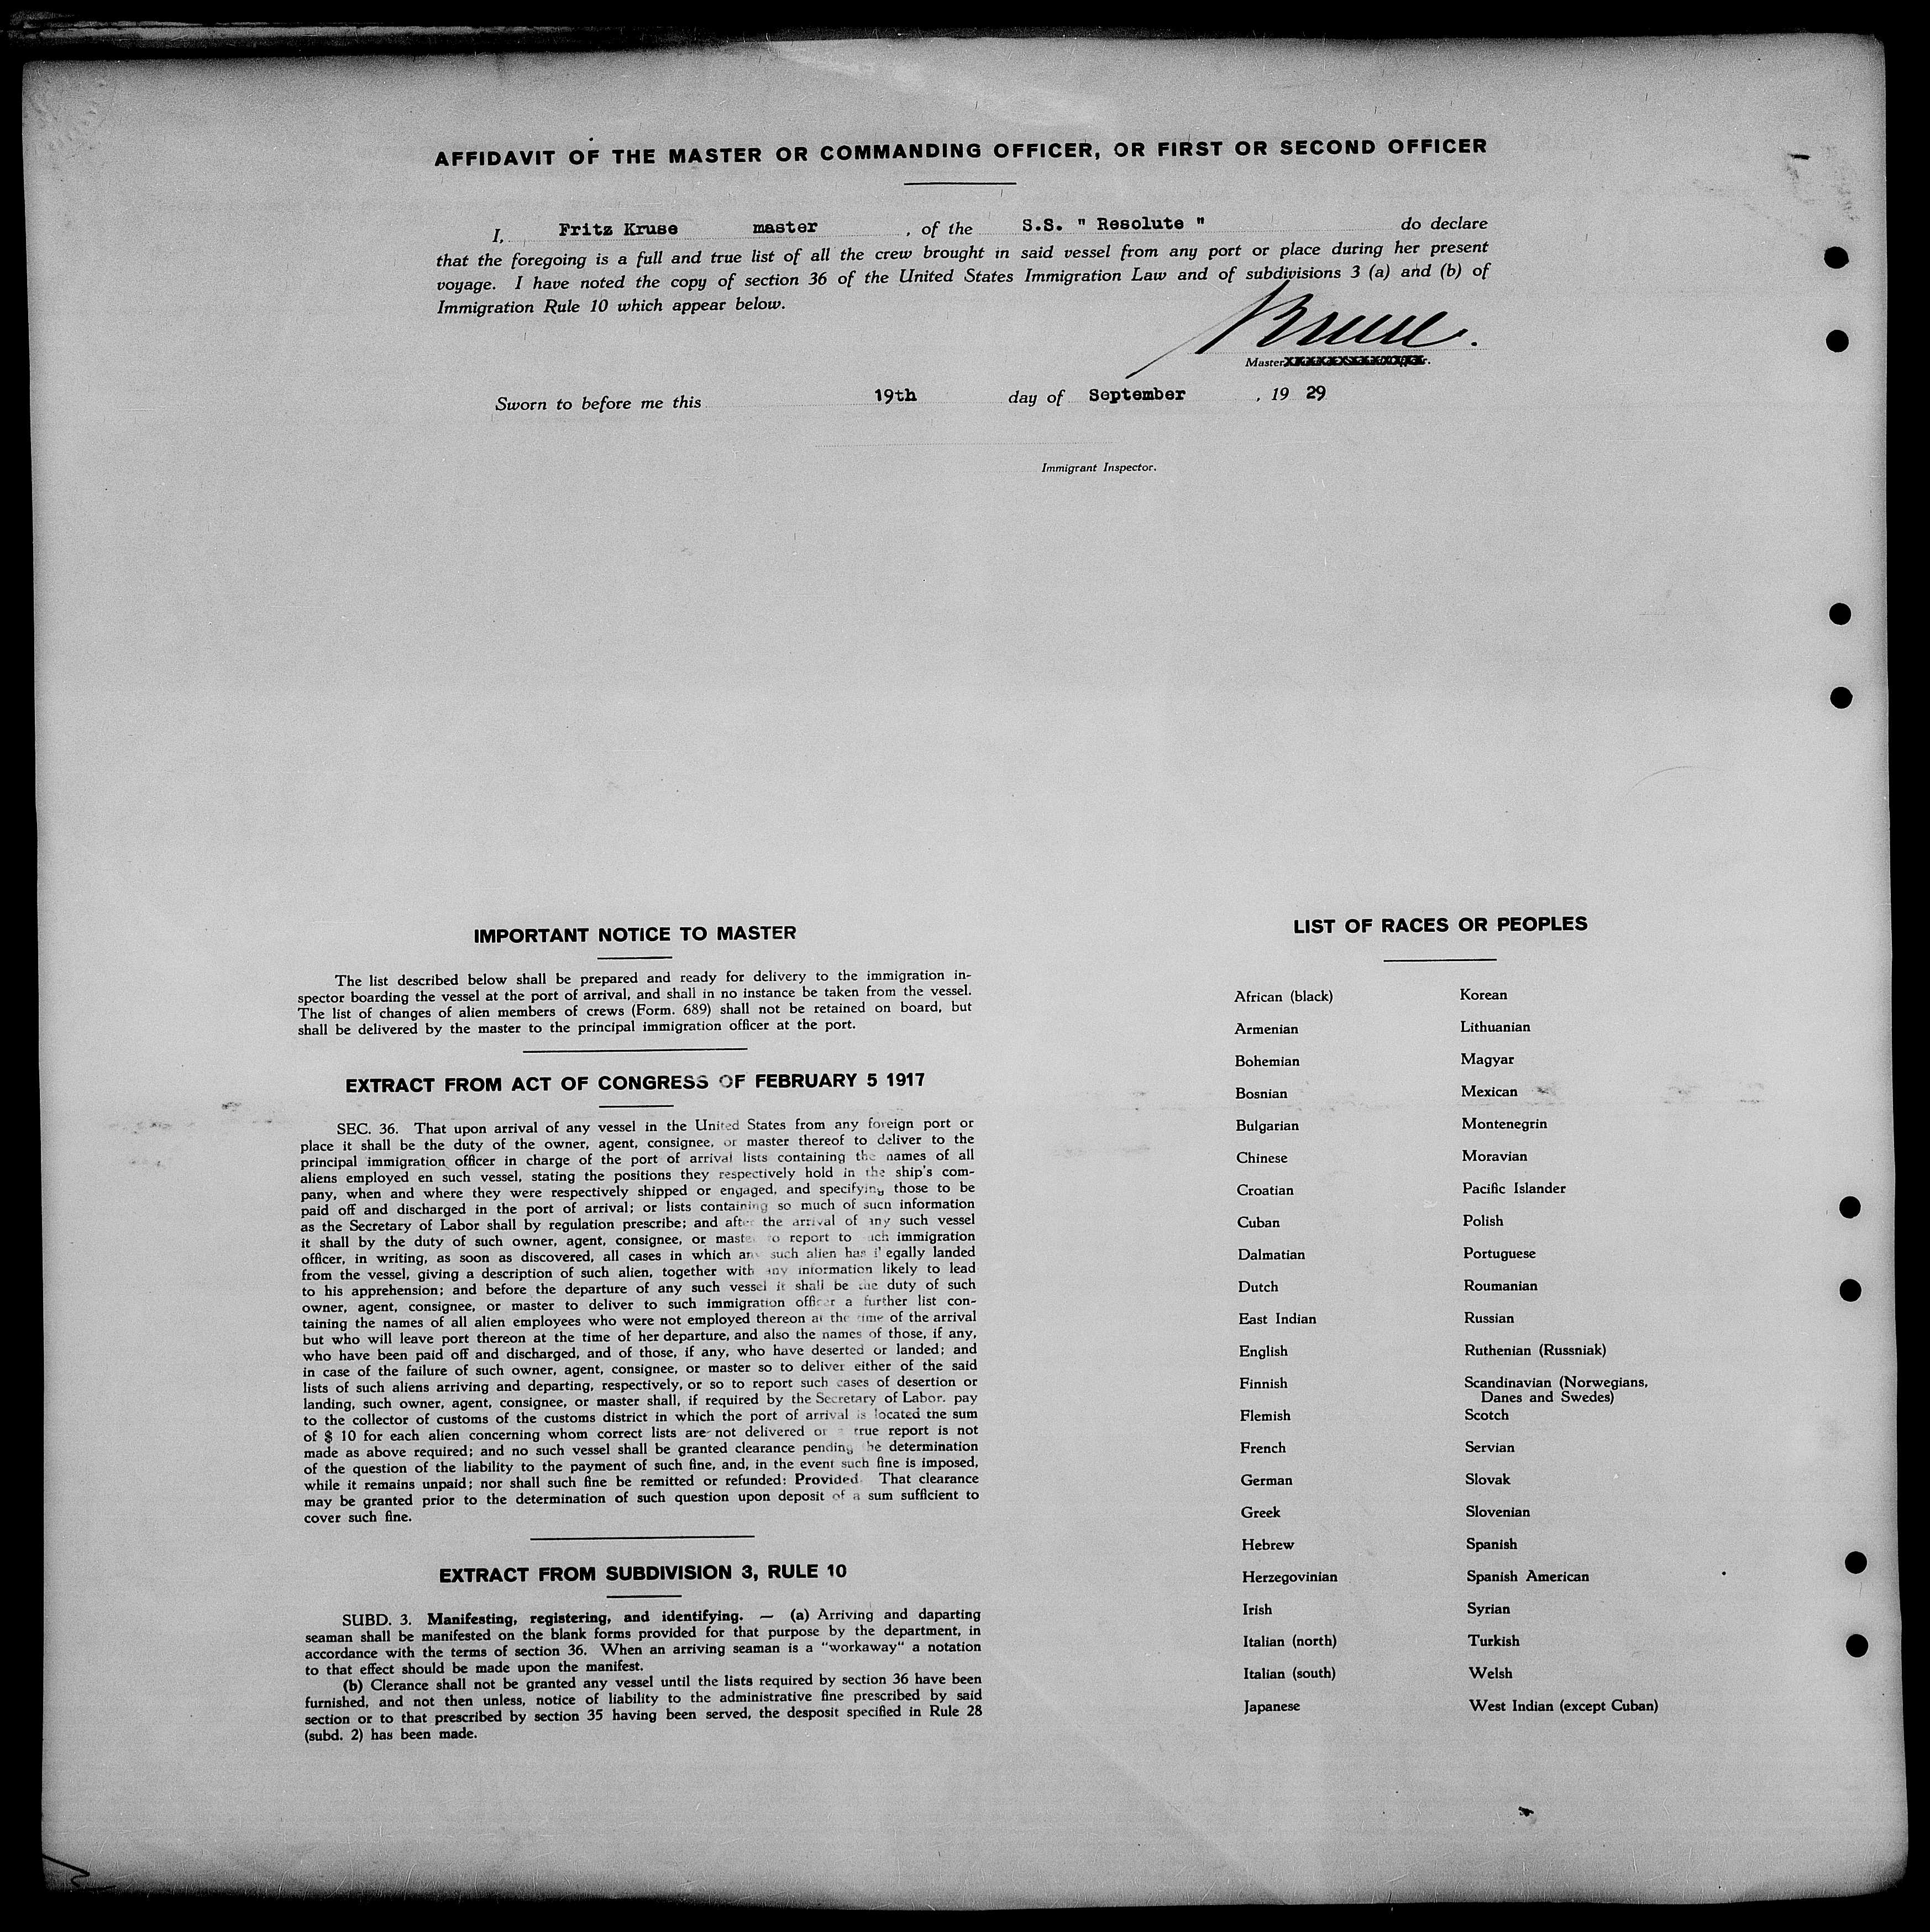 AFFIDAVIT OF THE MASTER OR COMMANDING OFFICER, OR FIRST OR SECOND OFFICER
I, Fritz Kruse master , of the S.S. " Resolute " do declare
that the foregoing is a full and true list of all the crew brought in said vessel from any port or place during her present
voyage. I have noted the copy of section 36 of the United States Immigration Law and of subdivisions 3 (a) and (b) of
Immigration Rule 10 which appear below.
Kruse.
Master
Sworn to before me this 19th day of September , 19 29
Immigrant Inspector.
IMPORTANT NOTICE TO MASTER
The list described below shall be prepared and ready for delivery to the immigration in-
spector boarding the vessel at the port of arrival, and shall in no instance be taken from the vessel.
The list of changes of alien members of crews (Form. 689) shall not be retained on board, but
shall be delivered by the master to the principal immigration officer at the port.
EXTRACT FROM ACT OF CONGRESS OF FEBRUARY 5 1917
SEC. 36. That upon arrival of any vessel in the United States from any foreign port or
place it shall be the duty of the owner, agent, consignee, or master thereof to deliver to the
principal immigration officer in charge of the port of arrival lists containing the names of all
aliens employed en such vessel, stating the positions they respectively hold in the ship's com-
pany, when and where they were respectively shipped or engaged, and specifying those to be
paid off and discharged in the port of arrival; or lists containing so much of such information
as the Secretary of Labor shall by regulation prescribe; and after the arrival of any such vessel
it shall by the duty of such owner, agent, consignee, or master to report to such immigration
officer, in writing, as soon as discovered, all cases in which any such alien has illegally landed
from the vessel, giving a description of such alien, together with any information likely to lead
to his apprehension; and before the departure of any such vessel it shall be the duty of such
owner, agent, consignee, or master to deliver to such immigration officer a further list con-
taining the names of all alien employees who were not employed thereon at the time of the arrival
but who will leave port thereon at the time of her departure, and also the names of those, if any,
who have been paid off and discharged, and of those, if any, who have deserted or landed; and
in case of the failure of such owner, agent, consignee, or master so to deliver either of the said
lists of such aliens arriving and departing, respectively, or so to report such cases of desertion or
landing, such owner, agent, consignee, or master shall, if required by the Secretary of Labor. pay
to the collector of customs of the customs district in which the port of arrival is located the sum
of $ 10 for each alien concerning whom correct lists are not delivered or a true report is not
made as above required; and no such vessel shall be granted clearance pending the determination
of the question of the liability to the payment of such fine, and, in the event such fine is imposed,
while it remains unpaid; nor shall such fine be remitted or refunded: Provided. That clearance
may be granted prior to the determination of such question upon deposit of a sum sufficient to
cover such fine.
EXTRACT FROM SUBDIVISION 3, RULE 10
SUBD. 3. Manifesting, registering, and identifying. — (a) Arriving and daparting
seaman shall be manifested on the blank forms provided for that purpose by the department, in
accordance with the terms of section 36. When an arriving seaman is a "workaway" a notation
to that effect should be made upon the manifest.
(b) Clerance shall not be granted any vessel until the lists required by section 36 have been
furnished, and not then unless, notice of liability to the administrative fine prescribed by said
section or to that prescribed by section 35 having been served, the desposit specified in Rule 28
(subd. 2) has been made.
LIST OF RACES OR PEOPLES
African (black)
Armenian
Bohemian
Bosnian
Bulgarian
Chinese
Croatian
Cuban
Dalmatian
Dutch
East Indian
English
Finnish
Flemish
French
German
Greek
Hebrew
Herzegovinian
Irish
Italian (north)
Italian (south)
Japanese
Korean
Lithuanian
Magyar
Mexican
Montenegrin
Moravian
Pacific Islander
Polish
Portuguese
Roumanian
Russian
Ruthenian (Russniak)
Scandinavian (Norwegians,
Danes and Swedes)
Scotch
Servian
Slovak
Slovenian
Spanish
Spanish American
Syrian
Turkish
Welsh
West Indian (except Cuban)